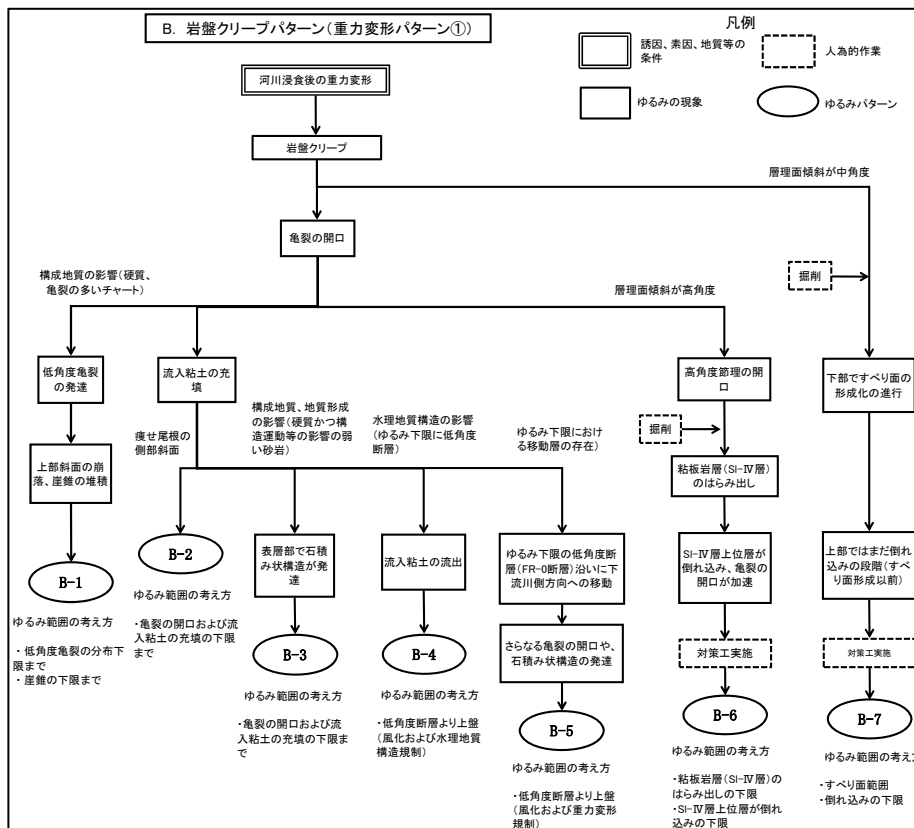 B. 岩盤クリープパターン(重力変形パターン①)
凡例
誘因、素因、地質等の
条件
人為的作業
ゆるみの現象
ゆるみパターン
河川浸食後の重力変形
岩盤クリープ
層理面傾斜が中角度
亀裂の開口
掘削
構成地質の影響(硬質、
亀裂の多いチャート)
層理面傾斜が高角度
低角度亀裂
の発達
流入粘土の充
填
高角度節理の開
口
下部ですべり面の
形成化の進行
痩せ尾根の
側部斜面
構成地質、地質形成
の影響(硬質かつ構
造運動等の影響の弱
い砂岩)
水理地質構造の影響
(ゆるみ下限に低角度
断層)
ゆるみ下限における
移動層の存在)
掘削
上部斜面の崩
落、崖錐の堆積
粘板岩層(SI-Ⅳ層)
のはらみ出し
B-1
B-2
表層部で石積
み状構造が発
達
流入粘土の流出
ゆるみ下限の低角度断
層(FR-0断層)沿いに下
流川側方向への移動
SI-Ⅳ層上位層が
倒れ込み、亀裂の
開口が加速
上部ではまだ倒れ
込みの段階(すべ
り面形成以前)
ゆるみ範囲の考え方
・低角度亀裂の分布下
限まで
・崖錐の下限まで
ゆるみ範囲の考え方
・亀裂の開口および流
入粘土の充填の下限
まで
B-3
B-4
さらなる亀裂の開口や、
石積み状構造の発達
対策工実施
対策工実施
ゆるみ範囲の考え方
・亀裂の開口および流
入粘土の充填の下限ま
で
ゆるみ範囲の考え方
・低角度断層より上盤
(風化および水理地質
構造規制)
B-5
B-6
B-7
ゆるみ範囲の考え方
・低角度断層より上盤
(風化および重力変形
規制)
ゆるみ範囲の考え方
・粘板岩層(SI-Ⅳ層)の
はらみ出しの下限
・SI-Ⅳ層上位層が倒れ
込みの下限
ゆるみ範囲の考え方
・すべり面範囲
・倒れ込みの下限